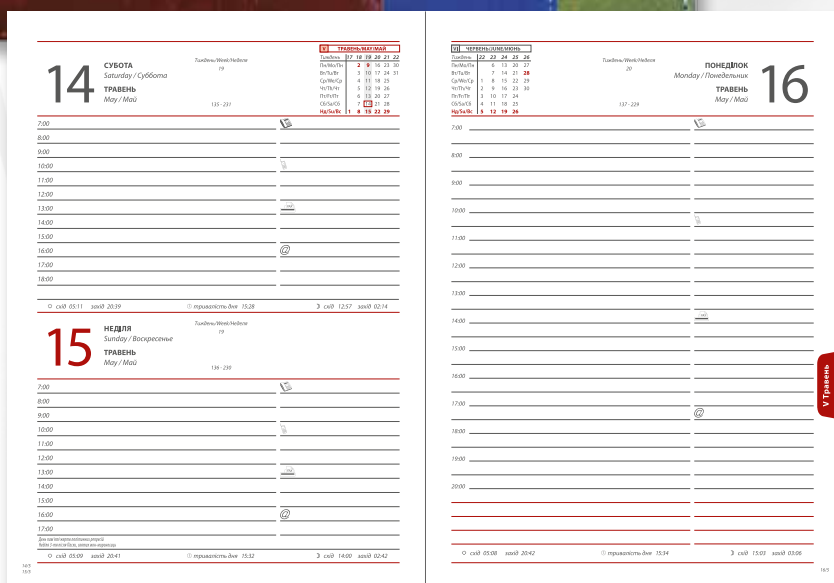 14
СУБОТА
Saturday / Суббота
ТРАВЕНЬ
May / Май
Тиждень/Week/Неделя
19
135 - 231
V ТРАВЕНЬ/MAY/МАЙ
Тиждень 17 18 19 20 21 22
Пн/Mo/Пн 2 9 16 23 30
Вт/Tu/Вт 3 10 17 24 31
Ср/We/Ср 4 11 18 25
Чт/Th/Чт 5 12 19 26
Пт/Fr/Пт 6 13 20 27
Сб/Sa/Сб 7 14 21 28
Нд/Su/Вс 1 8 15 22 29
7:00
8:00
9:00
10:00
11:00
12:00
13:00
14:00
15:00
16:00
@
17:00
18:00
схід 05:11 захід 20:39 тривалість дня 15:28 схід 12:57 захід 02:14
15
НЕДІЛЯ
Sunday / Воскресенье
ТРАВЕНЬ
May / Май
Тиждень/Week/Неделя
19
136 - 230
7:00
8:00
9:00
10:00
11:00
12:00
13:00
14:00
15:00
16:00
@
17:00
схід 05:09 захід 20:41 тривалість дня 15:32 схід 14:00 захід 02:42
14/5
15/5
VI ЧЕРВЕНЬ/JUNE/ИЮНЬ
Тиждень 22 23 24 25 26
Пн/Mo/Пн 6 13 20 27
Вт/Tu/Вт 7 14 21 28
Ср/We/Ср 1 8 15 22 29
Чт/Th/Чт 2 9 16 23 30
Пт/Fr/Пт 3 10 17 24
Сб/Sa/Сб 4 11 18 25
Нд/Su/Вс 5 12 19 26
Тиждень/Week/Неделя
20
137 - 229
ПОНЕДІЛОК
Monday / Понедельник
ТРАВЕНЬ
May / Май
16
7:00
8:00
9:00
10:00
11:00
12:00
13:00
14:00
15:00
16:00
17:00
@
18:00
19:00
20:00
V Травень
схід 05:08 захід 20:42 тривалість дня 15:34 схід 15:03 захід 03:06
16/5